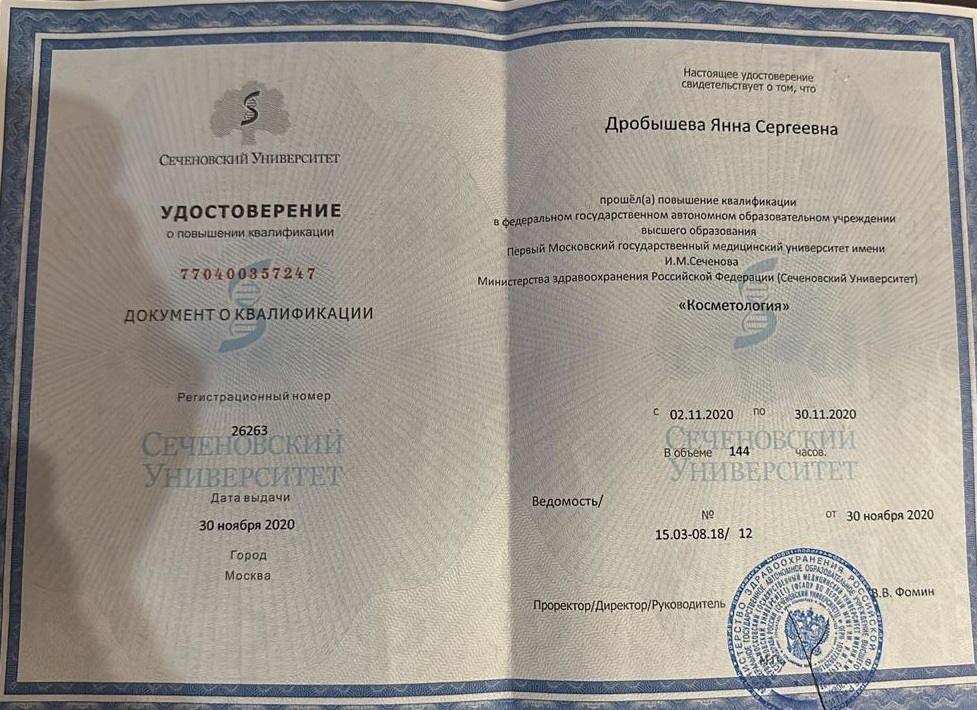 Сеченовский Университет
УДОСТОВЕРЕНИЕ
о повышении квалификации
770400357247
ДОКУМЕНТ О КВАЛИФИКАЦИИ
Регистрационный номер
26263
Сеченовский
Университет
Дата выдачи
30 ноября 2020
Город
Москва
Настоящее удостоверение
свидетельствует о том, что
Дробышева Янна Сергеевна
прошёл(а) повышение квалификации
в федеральном государственном автономном образовательном учреждении
высшего образования
Первый Московский государственный медицинский университет имени
И.М.Сеченова
Министерства здравоохранения Российской Федерации (Сеченовский Университет)
«Косметология»
с 02.11.2020 по 30.11.2020
Сеченовский
В объеме 144 часов.
Университет
Ведомость/
№ от 30 ноября 2020
15.03-08.18/ 12
Проректор/Директор/Руководитель В.В. Фомин
ЗДРАВООХРАНЕНИЯ РОССИЙСКОЙ